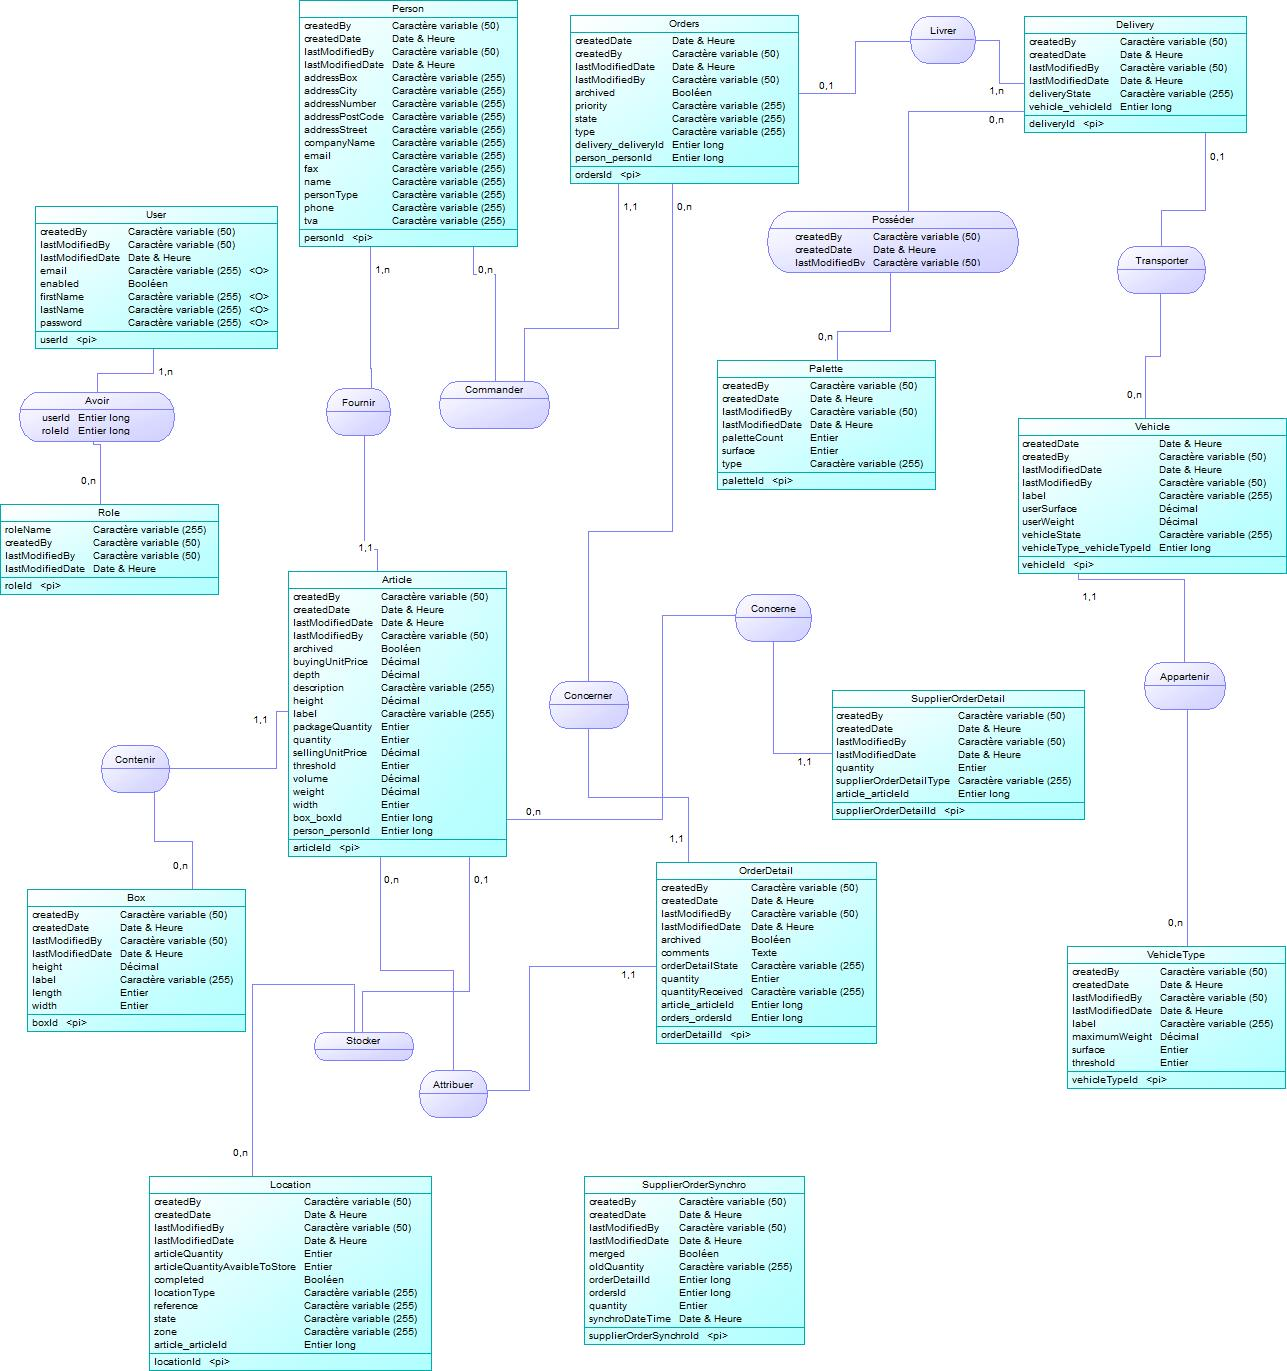 Person
createdBy Caractère variable (50)
createdDate Date & Heure
lastModifiedBy Caractère variable (50)
lastModifiedDate Date & Heure
addressBox Caractère variable (255)
addressCity Caractère variable (255)
addressNumber Caractère variable (255)
addressPostCode Caractère variable (255)
addressStreet Caractère variable (255)
companyName Caractère variable (255)
email Caractère variable (255)
fax Caractère variable (255)
name Caractère variable (255)
personType Caractère variable (255)
phone Caractère variable (255)
tva Caractère variable (255)
personId <pi>
Orders
createdDate Date & Heure
createdBy Caractère variable (50)
lastModifiedDate Date & Heure
lastModifiedBy Caractère variable (50)
archived Booléen
priority Caractère variable (255)
state Caractère variable (255)
type Caractère variable (255)
delivery_deliveryId Entier long
person_personId Entier long
ordersId <pi>
Livrer
0,1
1,n
Delivery
createdBy Caractère variable (50)
createdDate Date & Heure
lastModifiedBy Caractère variable (50)
lastModifiedDate Date & Heure
deliveryState Caractère variable (255)
vehicle_vehicleId Entier long
deliveryId <pi>
0,n
0,1
1,1
0,n
User
createdBy Caractère variable (50)
lastModifiedBy Caractère variable (50)
lastModifiedDate Date & Heure
email Caractère variable (255) <O>
enabled Booléen
firstName Caractère variable (255) <O>
lastName Caractère variable (255) <O>
password Caractère variable (255) <O>
userId <pi>
1,n
0,n
Posséder
createdBy Caractère variable (50)
createdDate Date & Heure
lastModifiedBy Caractère variable (50)
Transporter
0,n
1,n
Avoir
userId Entier long
roleId Entier long
0,n
Fournir
Commander
Palette
createdBy Caractère variable (50)
createdDate Date & Heure
lastModifiedBy Caractère variable (50)
lastModifiedDate Date & Heure
paletteCount Entier
surface Entier
type Caractère variable (255)
paletteId <pi>
0,n
Vehicle
createdDate Date & Heure
createdBy Caractère variable (50)
lastModifiedDate Date & Heure
lastModifiedBy Caractère variable (50)
label Caractère variable (255)
userSurface Décimal
userWeight Décimal
vehicleState Caractère variable (255)
vehicleType_vehicleTypeId Entier long
vehicleId <pi>
1,1
Role
roleName Caractère variable (255)
createdBy Caractère variable (50)
lastModifiedBy Caractère variable (50)
lastModifiedDate Date & Heure
roleId <pi>
1,1
Article
createdBy Caractère variable (50)
createdDate Date & Heure
lastModifiedDate Date & Heure
lastModifiedBy Caractère variable (50)
archived Booléen
buyingUnitPrice Décimal
depth Décimal
description Caractère variable (255)
height Décimal
label Caractère variable (255)
packageQuantity Entier
quantity Entier
sellingUnitPrice Décimal
threshold Entier
volume Décimal
weight Décimal
width Entier
box_boxId Entier long
person_personId Entier long
articleId <pi>
Concerne
Concerner
Appartenir
SupplierOrderDetail
createdBy Caractère variable (50)
createdDate Date & Heure
lastModifiedBy Caractère variable (50)
lastModifiedDate Date & Heure
quantity Entier
supplierOrderDetailType Caractère variable (255)
article_articleId Entier long
supplierOrderDetailId <pi>
1,1
1,1
Contenir
0,n
0,n
1,1
0,n
0,1
Box
createdBy Caractère variable (50)
createdDate Date & Heure
lastModifiedBy Caractère variable (50)
lastModifiedDate Date & Heure
height Décimal
label Caractère variable (255)
length Entier
width Entier
boxId <pi>
OrderDetail
createdBy Caractère variable (50)
createdDate Date & Heure
lastModifiedBy Caractère variable (50)
lastModifiedDate Date & Heure
archived Booléen
comments Texte
orderDetailState Caractère variable (255)
quantity Entier
quantityReceived Caractère variable (255)
article_articleId Entier long
orders_ordersId Entier long
orderDetailId <pi>
1,1
0,n
VehicleType
createdBy Caractère variable (50)
createdDate Date & Heure
lastModifiedBy Caractère variable (50)
lastModifiedDate Date & Heure
label Caractère variable (255)
maximumWeight Décimal
surface Entier
threshold Entier
vehicleTypeId <pi>
Stocker
Attribuer
0,n
Location
createdBy Caractère variable (50)
createdDate Date & Heure
lastModifiedBy Caractère variable (50)
lastModifiedDate Date & Heure
articleQuantity Entier
articleQuantityAvaibleToStore Entier
completed Booléen
locationType Caractère variable (255)
reference Caractère variable (255)
state Caractère variable (255)
zone Caractère variable (255)
article_articleId Entier long
locationId <pi>
SupplierOrderSynchro
createdBy Caractère variable (50)
createdDate Date & Heure
lastModifiedBy Caractère variable (50)
lastModifiedDate Date & Heure
merged Booléen
oldQuantity Caractère variable (255)
orderDetailId Entier long
ordersId Entier long
quantity Entier
synchroDateTime Date & Heure
supplierOrderSynchroId <pi>